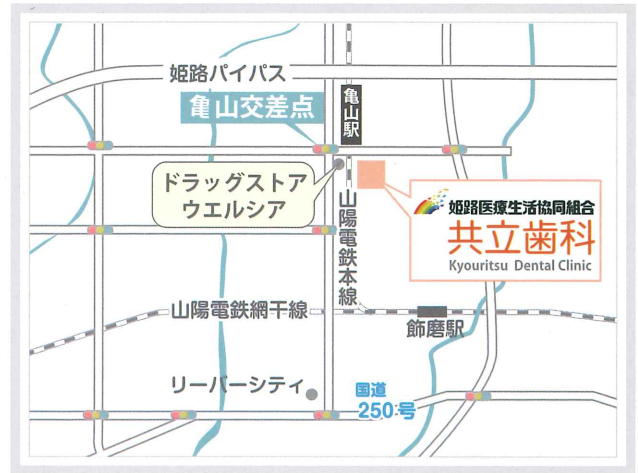 姫路バイパス
亀山交差点
亀山駅
ドラッグストア
ウエルシア
姫路医療生活協同組合
共立歯科
Kyouritsu Dental Clinic
山陽電鉄本線
山陽電鉄網干線
飾磨駅
リーバーシティ
国道
250号